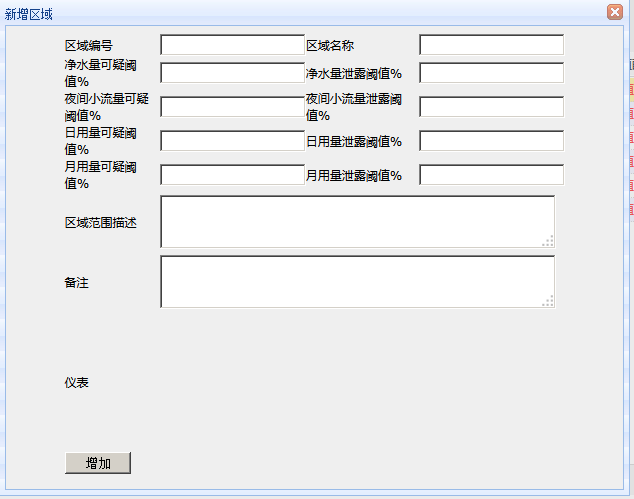 新增区域
区域编号
区域名称
净水量可疑阈
值%
净水量泄露阈值%
夜间小流量可疑
阈值%
夜间小流量泄露阈
值%
日用量可疑阈
值%
日用量泄露阈值%
月用量可疑阈
值%
月用量泄露阈值%
区域范围描述
备注
仪表
增加